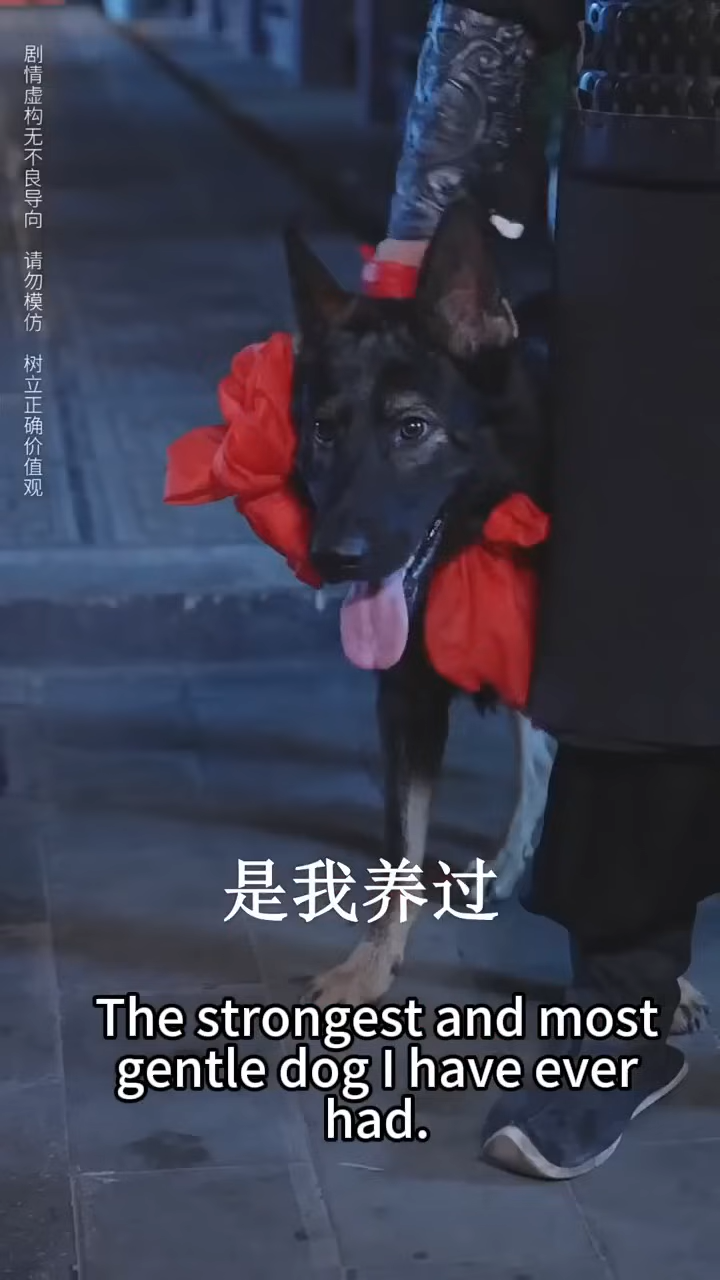 剧情虚构无不良导向 请勿模仿 树立正确价值观
是我养过
The strongest and most
gentle dog I have ever
had.